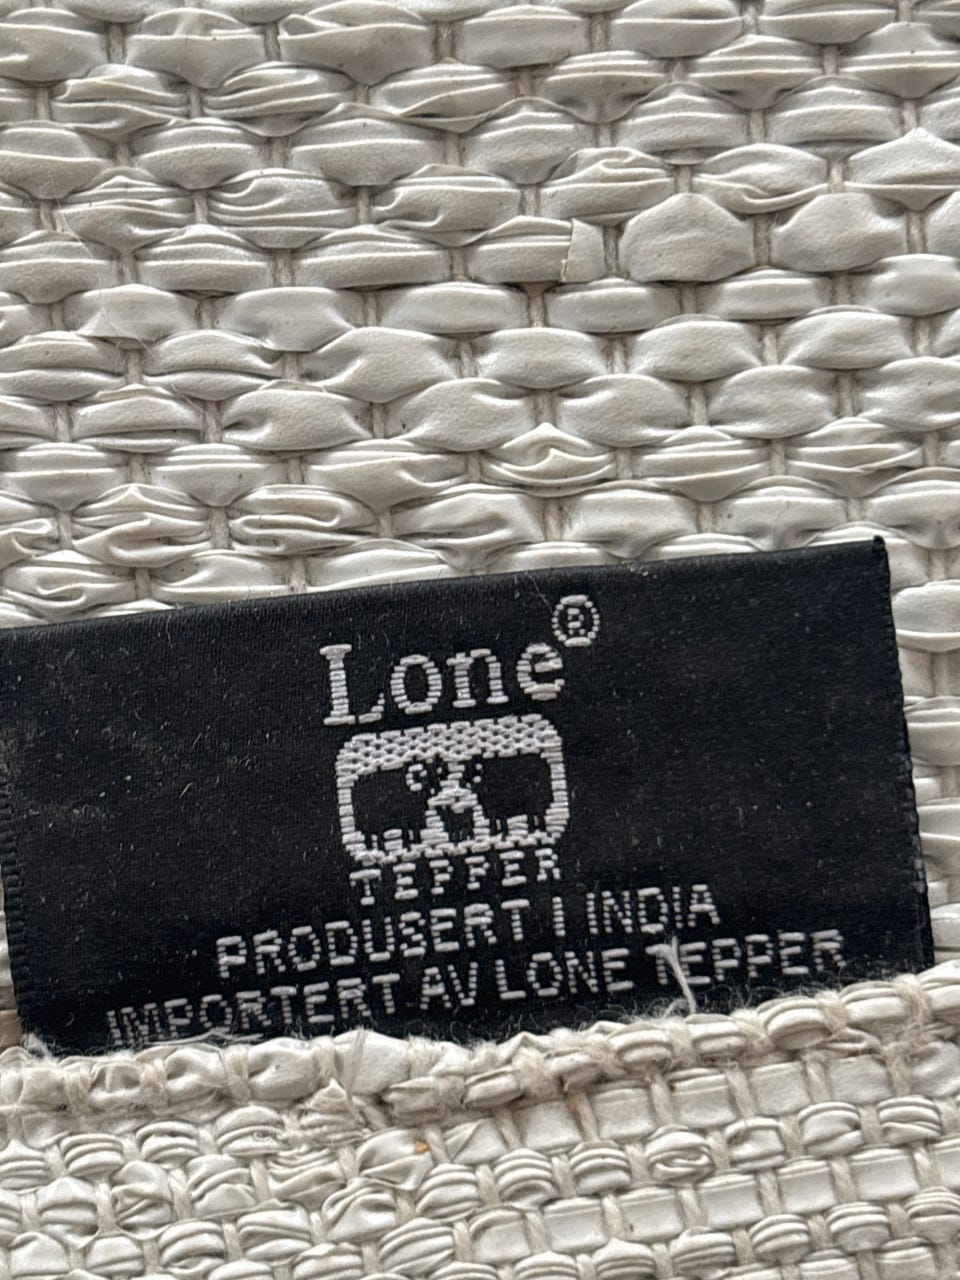 Lone®
TEPPER
PRODUSERT I INDIA
IMPORTERT AV LONE TEPPER